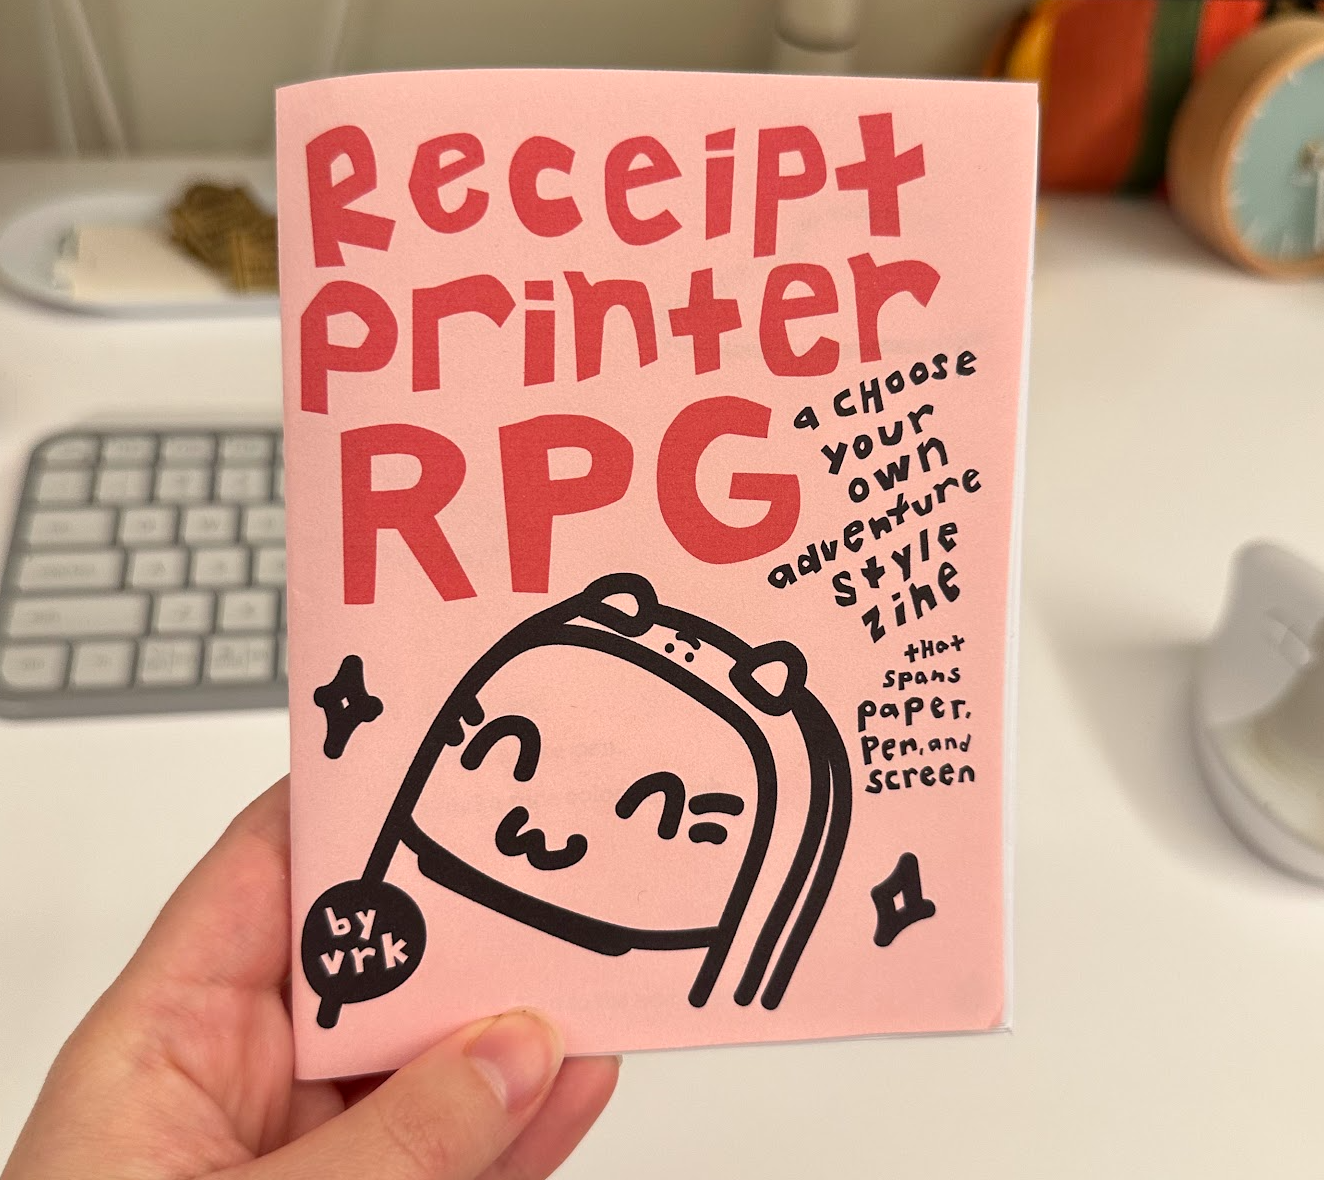 Receipt
printer
RPG
a CHoose
your
own
adventure
style
zine
tHat
spans
paper,
pen, and
screen
by
vrk